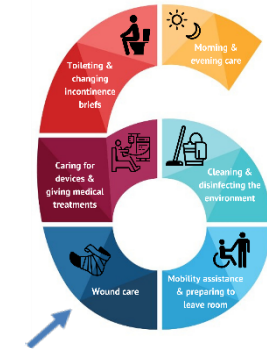 Toileting &
changing
incontinence
briefs
Morning &
evening care
Caring for
devices &
giving medical
treatments
Cleaning &
disinfecting the
environment
Wound care
Mobility assistance
& preparing to
leave room